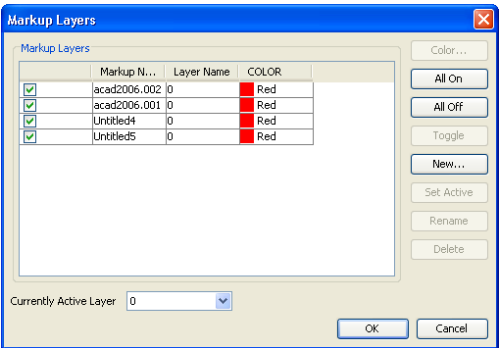 Markup Layers
Markup Layers
Markup N... Layer Name COLOR
acad2006.002 0 Red
acad2006.001 0 Red
Untitled4 0 Red
Untitled5 0 Red
Color...
All On
All Off
Toggle
New...
Set Active
Rename
Delete
Currently Active Layer 0
OK Cancel